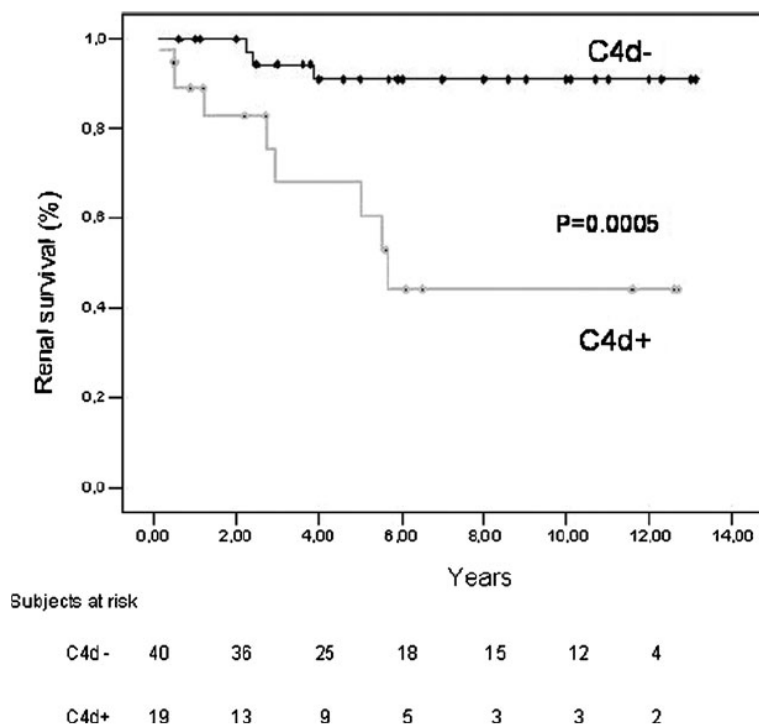 1,0
C4d-
0,8
0,6
P=0.0005
0,4
C4d+
0,2
0,0
Renal survival (%)
0,00 2,00 4,00 6,00 8,00 10,00 12,00 14,00
Years
Subjects at risk
C4d - 40 36 25 18 15 12 4
C4d+ 19 13 9 5 3 3 2